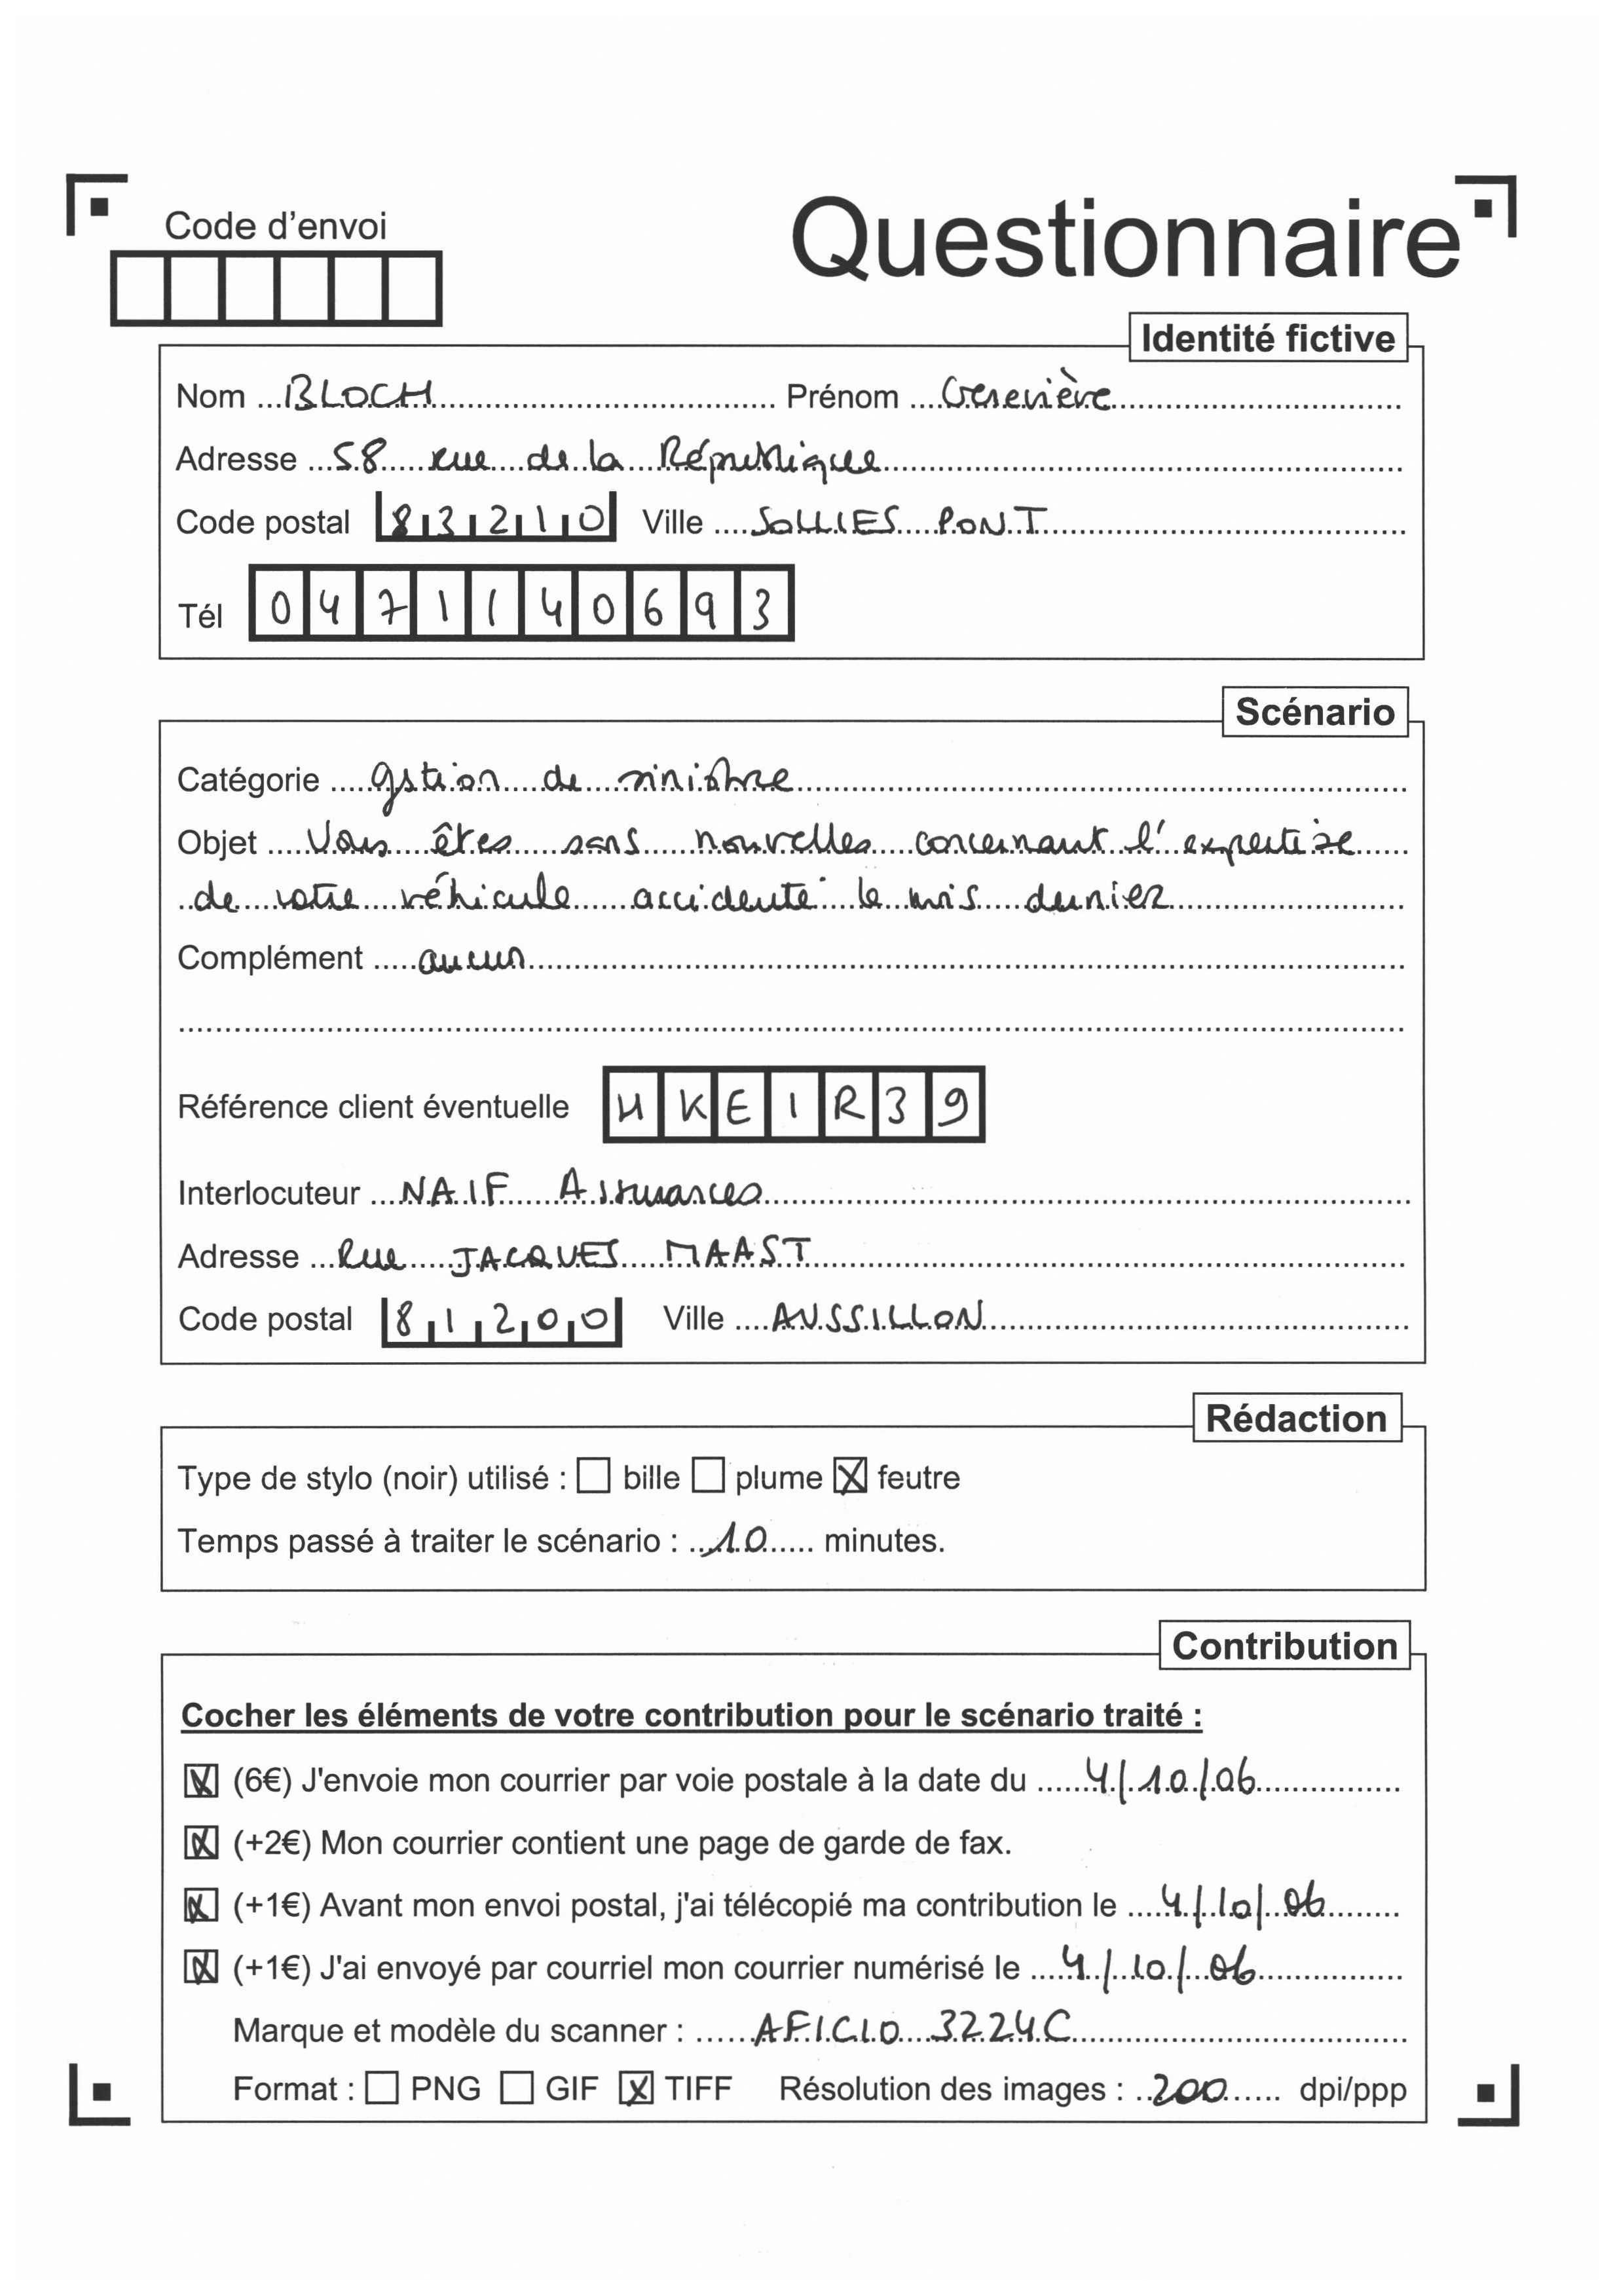 Code d'envoi
Questionnaire
Identité fictive
Nom BLOCH Prénom Geneviève
Adresse 58 rue de la République
Code postal 83210 Ville SOLLIES PONT
Tél 0471140693
Scénario
Catégorie gstion de sinistre
Objet Vous êtes sans nouvelles concernant l'expertise
de votre véhicule accidenté le mois dernier
Complément aucun
Référence client éventuelle HKEIR39
Interlocuteur NAIF Assurances
Adresse Rue JACQUES MAAST
Code postal 81200 Ville AUSSILLON
Rédaction
Type de stylo (noir) utilisé : bille plume feutre
Temps passé à traiter le scénario : 10 minutes.
Contribution
Cocher les éléments de votre contribution pour le scénario traité :
(6€) J'envoie mon courrier par voie postale à la date du 4/10/06
(+2€) Mon courrier contient une page de garde de fax.
(+1€) Avant mon envoi postal, j'ai télécopié ma contribution le 4/10/06
(+1€) J'ai envoyé par courriel mon courrier numérisé le 4/10/06
Marque et modèle du scanner : AFICIO 3224C
Format : PNG GIF TIFF Résolution des images : 200 dpi/ppp